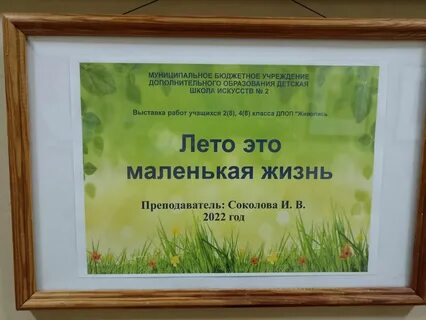 МУНИЦИПАЛЬНОЕ БЮДЖЕТНОЕ УЧРЕЖДЕНИЕ
ДОПОЛНИТЕЛЬНОГО ОБРАЗОВАНИЯ ДЕТСКАЯ
ШКОЛА ИСКУССТВ № 2
Выставка работ учащихся 2(8), 4(8) класса ДПОП "Живопись
Лето это
маленькая жизнь
Преподаватель: Соколова И. В.
2022 год